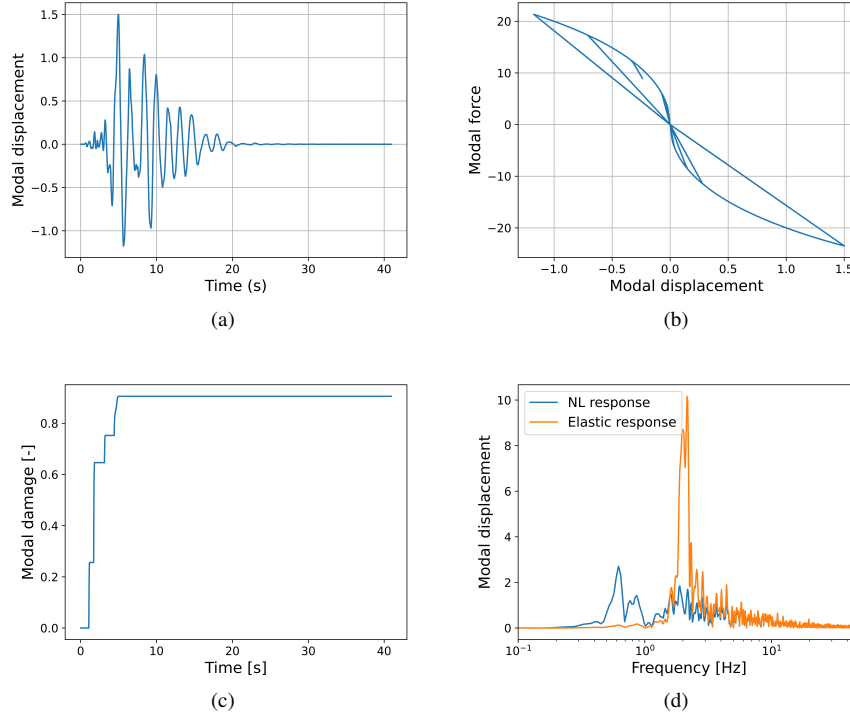 1.5
1.0
0.5
0.0
−0.5
−1.0
Modal displacement
0
10
20
30
40
Time (s)
(a)
20
10
0
−10
−20
Modal force
−1.0
−0.5
0.0
0.5
1.0
1.5
Modal displacement
(b)
0.8
0.6
0.4
0.2
0.0
Modal damage [-]
0
10
20
30
40
Time [s]
(c)
NL response
Elastic response
10
8
6
4
2
0
Modal displacement
10⁻¹
10⁰
10¹
Frequency [Hz]
(d)